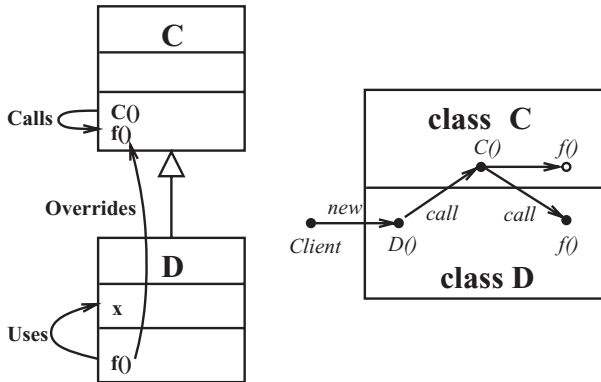 C
Calls
C()
f()
Overrides
D
x
Uses
f()
class C
C()
f()
new
call
call
Client
D()
f()
class D